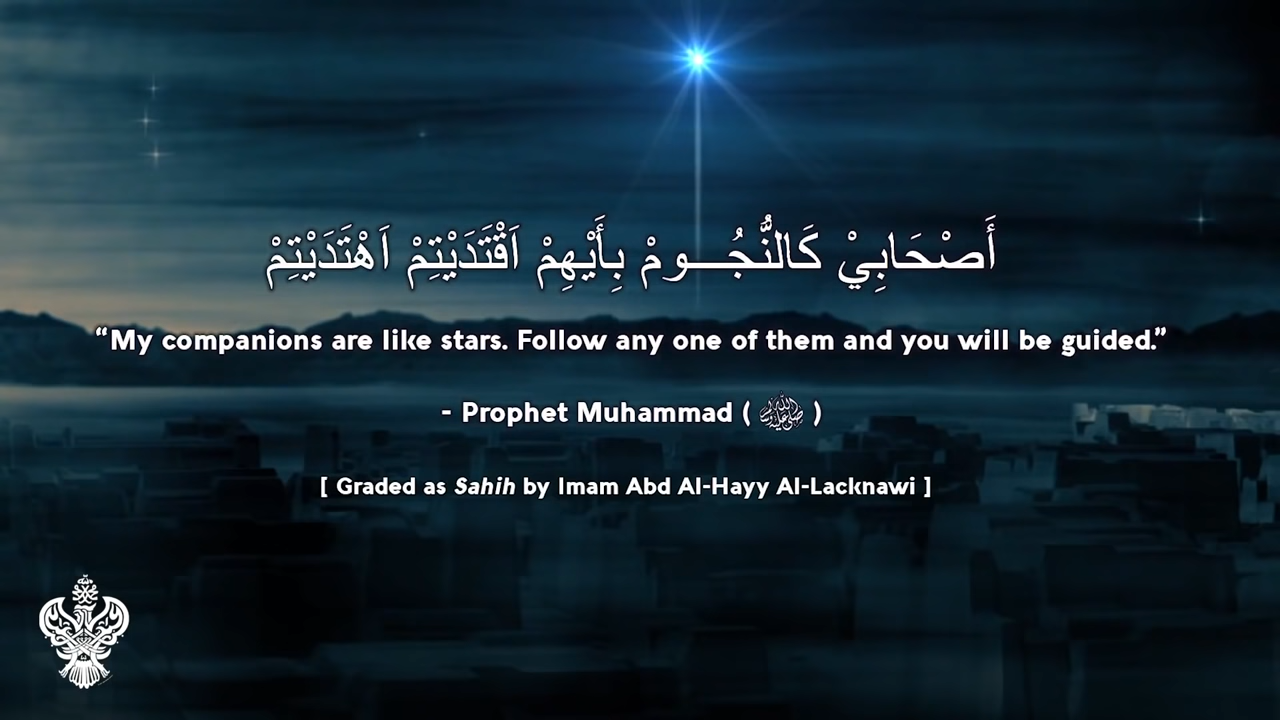 أَصْحَابِيْ كَالنُّجُـــومْ بِأَيْهِمْ اَقْتَدَيْتِمْ اَهْتَدَيْتِمْ
“My companions are like stars. Follow any one of them and you will be guided.”
- Prophet Muhammad ( ﷺ )
[ Graded as Sahih by Imam Abd Al-Hayy Al-Lacknawi ]